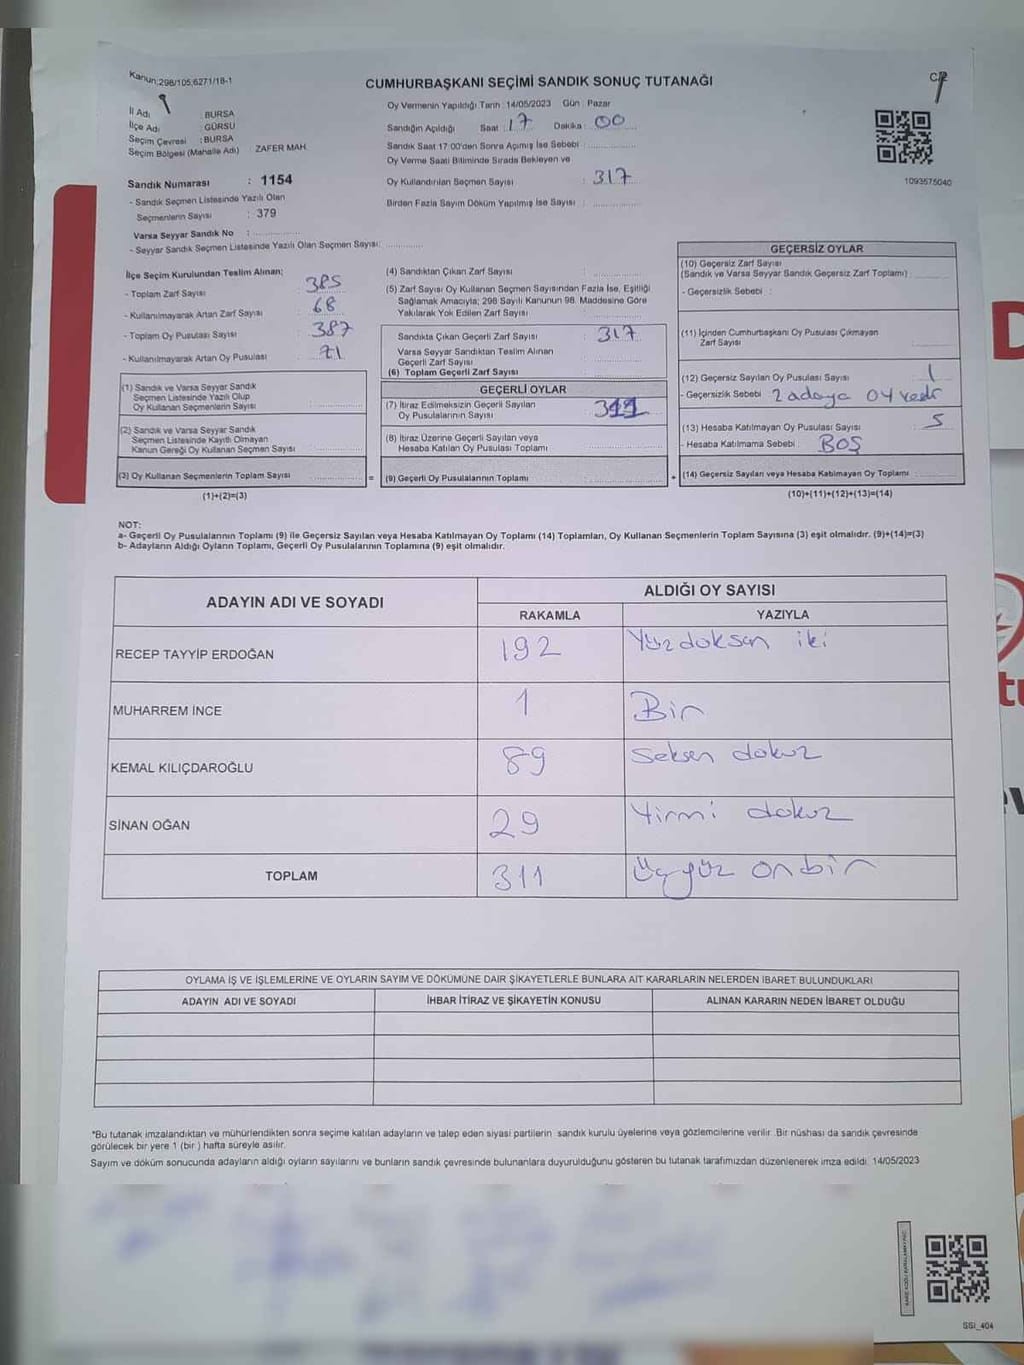 Kanun:298/105;6271/18-1
CUMHURBAŞKANI SEÇİMİ SANDIK SONUÇ TUTANAĞI
İl Adı : BURSA
İlçe Adı : GÜRSU
Seçim Çevresi : BURSA
Seçim Bölgesi (Mahalle Adı) ZAFER MAH.
Oy Vermenin Yapıldığı Tarih : 14/05/2023 Gün : Pazar
Sandığın Açıldığı Saat : 17 Dakika : 00
Sandık Saat 17:00'den Sonra Açılmış İse Sebebi :
Oy Verme Saati Bitiminde Sırada Bekleyen ve
Oy Kullandırılan Seçmen Sayısı : 317
Birden Fazla Sayım Döküm Yapılmış İse Sayısı :
1093575040
Sandık Numarası : 1154
- Sandık Seçmen Listesinde Yazılı Olan
Seçmenlerin Sayısı : 379
Varsa Seyyar Sandık No :
- Seyyar Sandık Seçmen Listesinde Yazılı Olan Seçmen Sayısı:
İlçe Seçim Kurulundan Teslim Alınan;
- Toplam Zarf Sayısı : 385
- Kullanılmayarak Artan Zarf Sayısı : 68
- Toplam Oy Pusulası Sayısı : 387
- Kullanılmayarak Artan Oy Pusulası : 71
(1) Sandık ve Varsa Seyyar Sandık
Seçmen Listesinde Yazılı Olup
Oy Kullanan Seçmenlerin Sayısı
(2) Sandık ve Varsa Seyyar Sandık
Seçmen Listesinde Kayıtlı Olmayan
Kanun Gereği Oy Kullanan Seçmen Sayısı
(3) Oy Kullanan Seçmenlerin Toplam Sayısı =
(1)+(2)=(3)
(4) Sandıktan Çıkan Zarf Sayısı :
(5) Zarf Sayısı Oy Kullanan Seçmen Sayısından Fazla İse, Eşitliği
Sağlamak Amacıyla; 298 Sayılı Kanunun 98. Maddesine Göre
Yakılarak Yok Edilen Zarf Sayısı :
Sandıkta Çıkan Geçerli Zarf Sayısı : 317
Varsa Seyyar Sandıktan Teslim Alınan
Geçerli Zarf Sayısı
(6) Toplam Geçerli Zarf Sayısı
GEÇERLİ OYLAR
(7) İtiraz Edilmeksizin Geçerli Sayılan
Oy Pusulalarının Sayısı : 311
(8) İtiraz Üzerine Geçerli Sayılan veya
Hesaba Katılan Oy Pusulası Toplamı
(9) Geçerli Oy Pusulalarının Toplamı +
GEÇERSİZ OYLAR
(10) Geçersiz Zarf Sayısı
(Sandık ve Varsa Seyyar Sandık Geçersiz Zarf Toplamı)
- Geçersizlik Sebebi :
(11) İçinden Cumhurbaşkanı Oy Pusulası Çıkmayan
Zarf Sayısı
(12) Geçersiz Sayılan Oy Pusulası Sayısı : 1
- Geçersizlik Sebebi 2 adaya oy
(13) Hesaba Katılmayan Oy Pusulası Sayısı : 5
- Hesaba Katılmama Sebebi : BOŞ
(14) Geçersiz Sayılan veya Hesaba Katılmayan Oy Toplamı
(10)+(11)+(12)+(13)=(14)
NOT:
a- Geçerli Oy Pusulalarının Toplamı (9) ile Geçersiz Sayılan veya Hesaba Katılmayan Oy Toplamı (14) Toplamları, Oy Kullanan Seçmenlerin Toplam Sayısına (3) eşit olmalıdır. (9)+(14)=(3)
b- Adayların Aldığı Oyların Toplamı, Geçerli Oy Pusulalarının Toplamına (9) eşit olmalıdır.
ADAYIN ADI VE SOYADI ALDIĞI OY SAYISI
RAKAMLA YAZIYLA
RECEP TAYYİP ERDOĞAN 192 Yüzdoksan iki
MUHARREM İNCE 1 Bir
KEMAL KILIÇDAROĞLU 89 Seksen dokuz
SİNAN OĞAN 29 Yirmi dokuz
TOPLAM 311 Üçyüz onbir
OYLAMA İŞ VE İŞLEMLERİNE VE OYLARIN SAYIM VE DÖKÜMÜNE DAİR ŞİKAYETLERLE BUNLARA AİT KARARLARIN NELERDEN İBARET BULUNDUKLARI
ADAYIN ADI VE SOYADI İHBAR İTİRAZ VE ŞİKAYETİN KONUSU ALINAN KARARIN NEDEN İBARET OLDUĞU
*Bu tutanak imzalandıktan ve mühürlendikten sonra seçime katılan adayların ve talep eden siyasi partilerin sandık kurulu üyelerine veya gözlemcilerine verilir. Bir nüshası da sandık çevresinde
görülecek bir yere 1 (bir) hafta süreyle asılır.
Sayım ve döküm sonucunda adayların aldığı oyların sayılarını ve bunların sandık çevresinde bulunanlara duyurulduğunu gösteren bu tutanak tarafımızdan düzenlenerek imza edildi. 14/05/2023
SSI_404